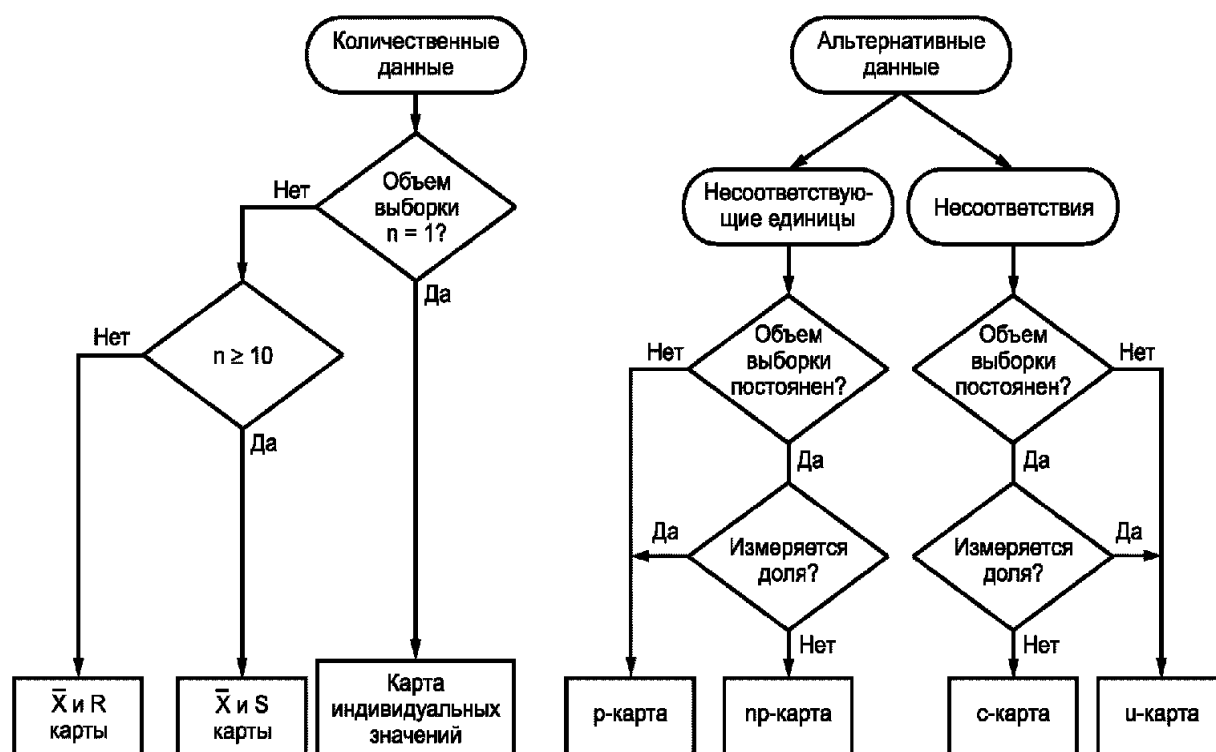 Количественные
данные
Альтернативные
данные
Нет
Объем
выборки
n = 1?
Да
Несоответствую-
щие единицы
Несоответствия
Нет
n ≥ 10
Да
Нет
Объем
выборки
постоянен?
Да
Объем
выборки
постоянен?
Нет
Да
Да
Измеряется
доля?
Нет
Измеряется
доля?
Да
Нет
X̅ и R
карты
X̅ и S
карты
Карта
индивидуальных
значений
p-карта
np-карта
c-карта
u-карта